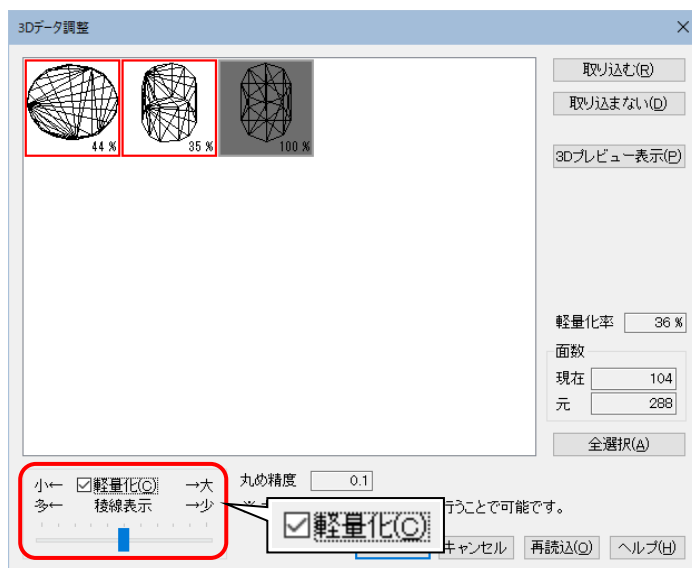 3Dデータ調整
44 %
35 %
100 %
取り込む(R)
取り込まない(D)
3Dプレビュー表示(P)
軽量化率 36 %
面数
現在 104
元 288
全選択(A)
小← 軽量化(C) →大
多← 稜線表示 →少
丸め精度 0.1
行うことで可能です。
軽量化(C)
キャンセル
再読込(O)
ヘルプ(H)